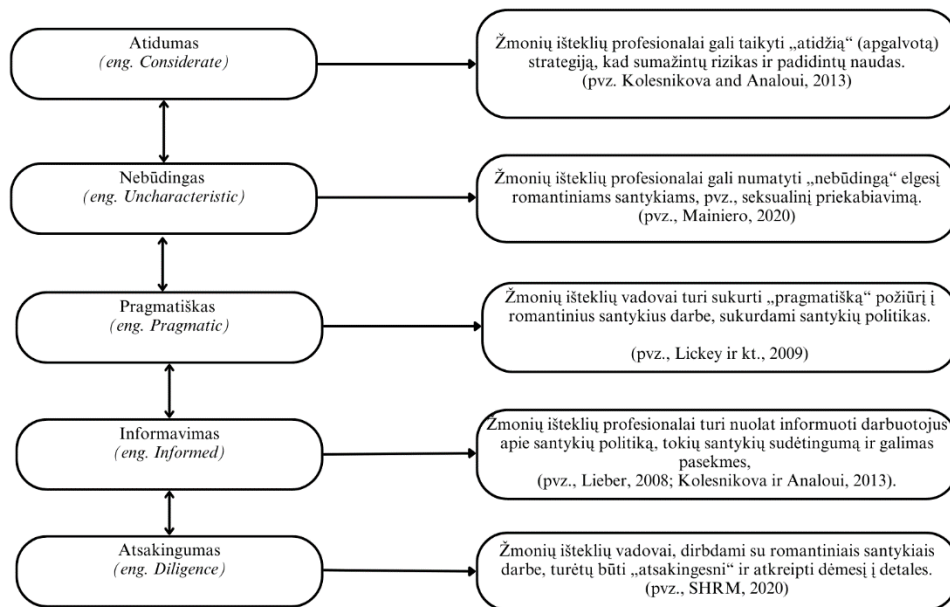 Atidumas
(eng. Considerate)
Žmonių išteklių profesionalai gali taikyti „atidžią“ (apgalvotą)
strategiją, kad sumažintų rizikas ir padidintų naudas.
(pvz. Kolesnikova and Analoui, 2013)
Nebūdingas
(eng. Uncharacteristic)
Žmonių išteklių profesionalai gali numatyti „nebūdingą“ elgesį
romantiniams santykiams, pvz., seksualinį priekabiavimą.
(pvz., Mainiero, 2020)
Pragmatiškas
(eng. Pragmatic)
Žmonių išteklių vadovai turi sukurti „pragmatišką“ požiūrį į
romantinius santykius darbe, sukurdami santykių politikas.
(pvz., Lickey ir kt., 2009)
Informavimas
(eng. Informed)
Žmonių išteklių profesionalai turi nuolat informuoti darbuotojus
apie santykių politiką, tokių santykių sudėtingumą ir galimas
pasekmes,
(pvz., Lieber, 2008; Kolesnikova ir Analoui, 2013).
Atsakingumas
(eng. Diligence)
Žmonių išteklių vadovai, dirbdami su romantiniais santykiais
darbe, turėtų būti „atsakingesni“ ir atkreipti dėmesį į detales.
(pvz., SHRM, 2020)